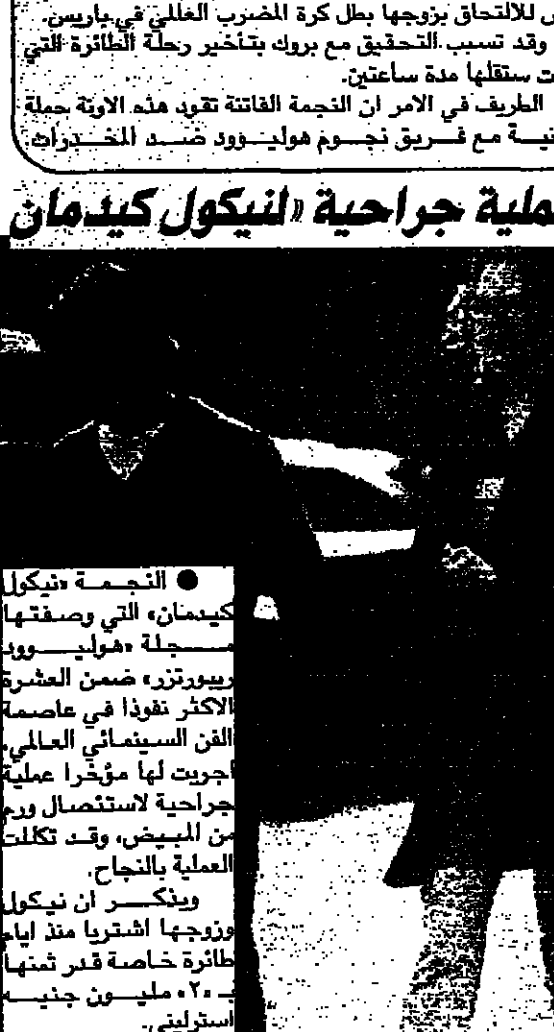 للالتحاق بزوجها بطل كرة المضرب العالمي في باريس.
وقد تسبب التحقيق مع بروك بتأخير رحلة الطائرة التي
ت ستقلها مدة ساعتين.
الطريف في الامر ان النجمة الفاتنة تقود هذه الاونة حملة
نية مع فريق نجوم هوليوود ضد المخدرات
ملية جراحية «لنيكول كيدمان
● النجمة «نيكول
كيدمان» التي وصفتها
مجلة «هوليوود
ريبورترز» ضمن العشرة
الاكثر نفوذا في عاصمة
الفن السينمائي العالمي،
اجريت لها مؤخرا عملية
جراحية لاستئصال ورم
من المبيض، وقد تكللت
العملية بالنجاح.
ويذكر ان نيكول
وزوجها اشتريا منذ ايام
طائرة خاصة قدر ثمنها
بـ «٢» مليون جنيه
استرليني.